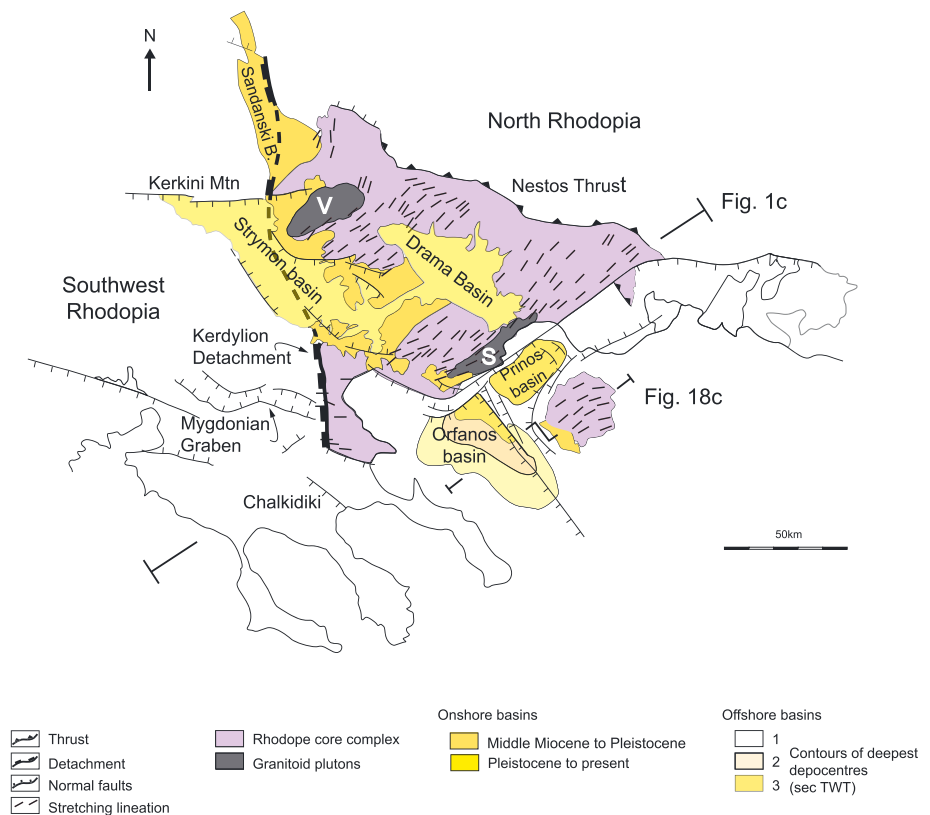 N
Sandanski B.
North Rhodopia
Kerkini Mtn
Nestos Thrust
V
Fig. 1c
Strymon basin
Drama Basin
Southwest
Rhodopia
Kerdylion
Detachment
S
Prinos
basin
Fig. 18c
Mygdonian
Graben
Orfanos
basin
Chalkidiki
50km
Onshore basins
Offshore basins
Thrust
Detachment
Normal faults
Stretching lineation
Rhodope core complex
Granitoid plutons
Middle Miocene to Pleistocene
Pleistocene to present
1
2
3
Contours of deepest
depocentres
(sec TWT)